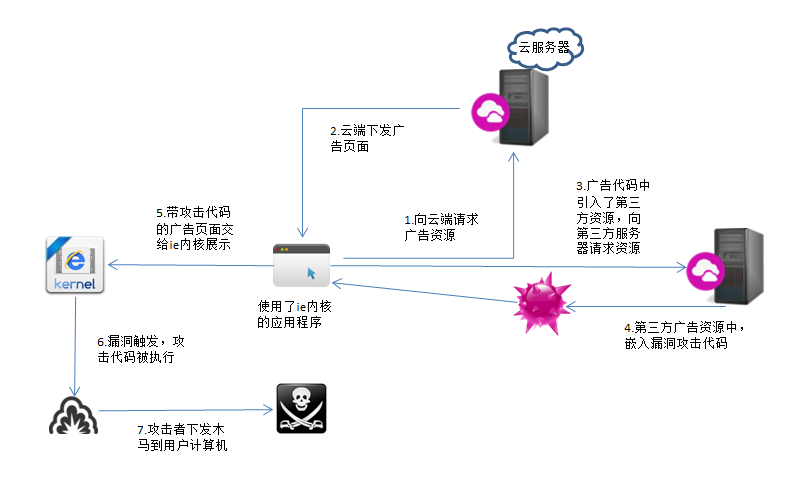 云服务器
2.云端下发广
告页面
3.广告代码中
引入了第三
方资源，向
第三方服务
器请求资源
5.带攻击代码
的广告页面交
给ie内核展示
1.向云端请求
广告资源
kernel
使用了ie内核
的应用程序
4.第三方广告资源中，
嵌入漏洞攻击代码
6.漏洞触发，攻
击代码被执行
7.攻击者下发木
马到用户计算机